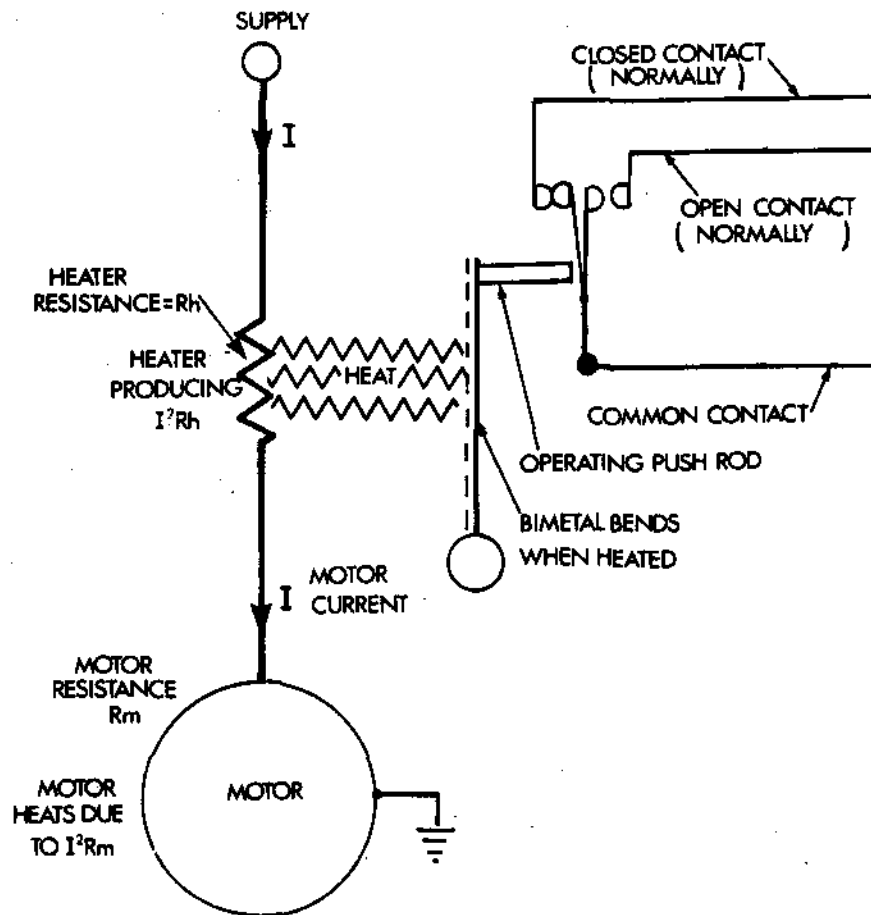 SUPPLY
I
CLOSED CONTACT
( NORMALLY )
OPEN CONTACT
( NORMALLY )
HEATER
RESISTANCE=Rh
HEATER
PRODUCING
I²Rh
HEAT
COMMON CONTACT
OPERATING PUSH ROD
BIMETAL BENDS
WHEN HEATED
I
MOTOR
CURRENT
MOTOR
RESISTANCE
Rm
MOTOR
HEATS DUE
TO I²Rm
MOTOR